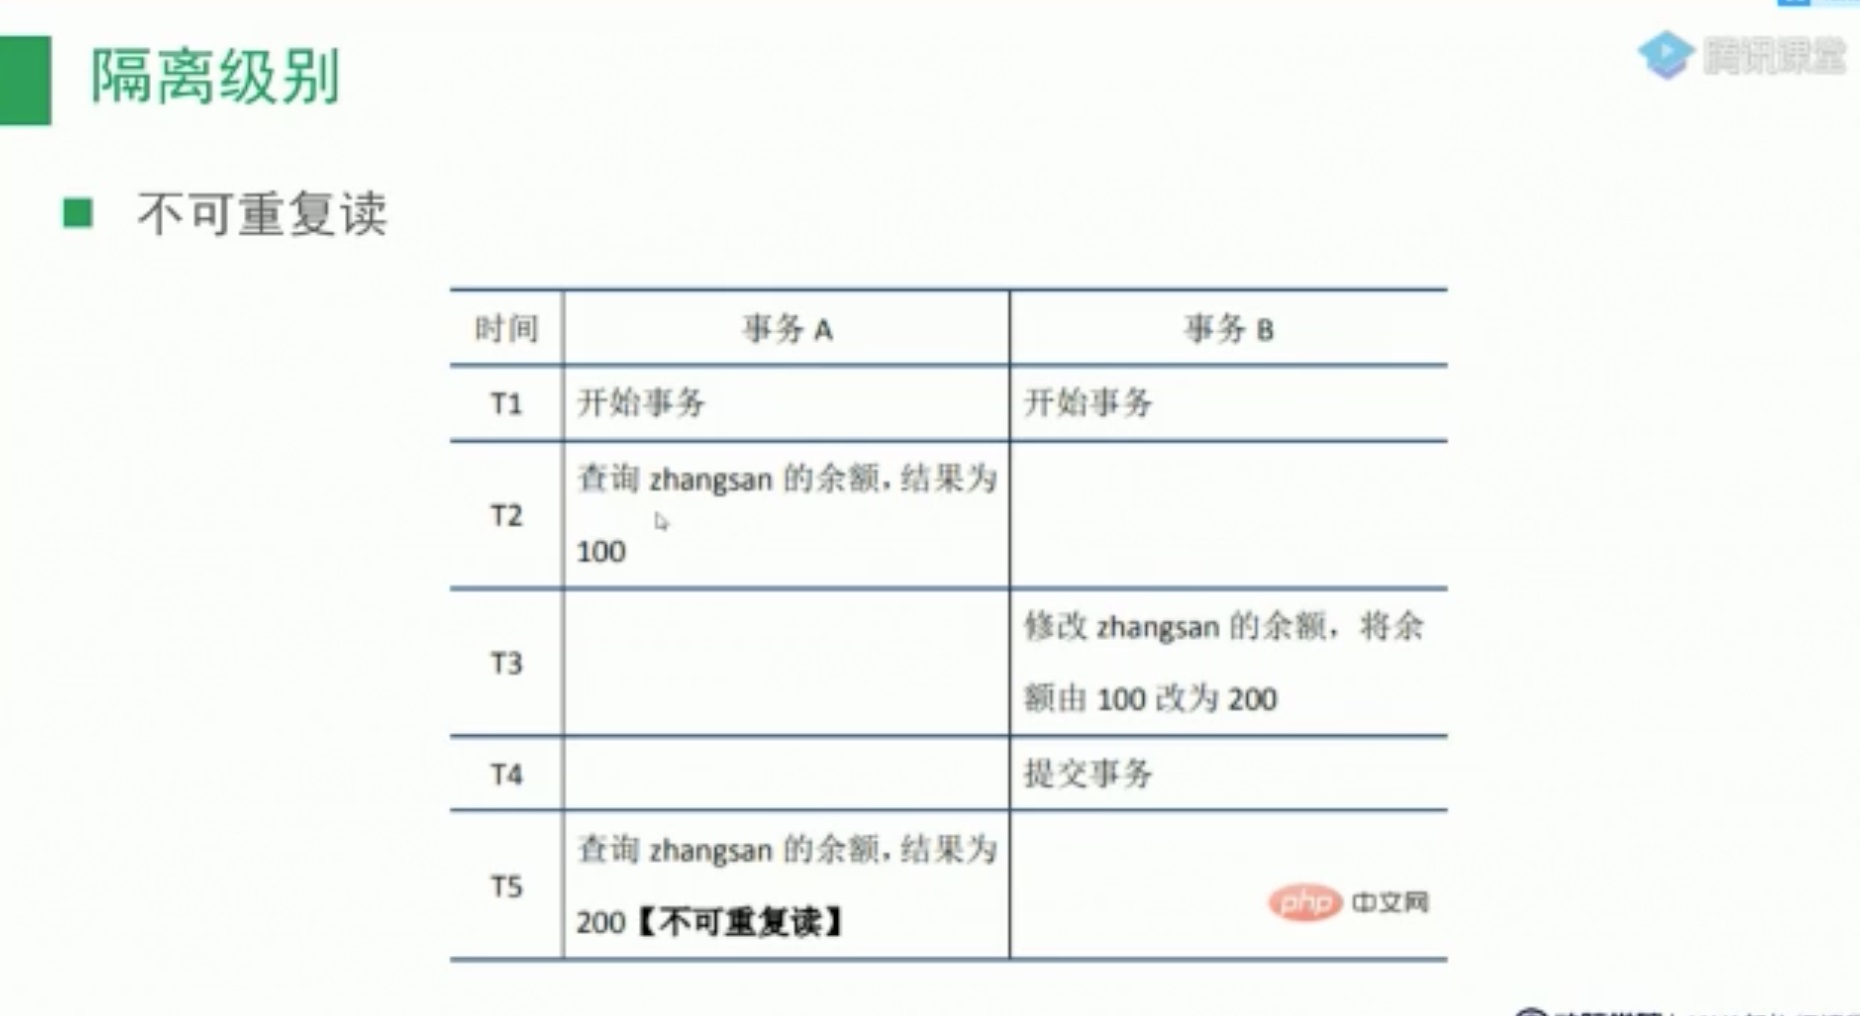 腾讯课堂
隔离级别
不可重复读
时间 事务 A 事务 B
T1 开始事务 开始事务
T2 查询 zhangsan 的余额，结果为
100
T3 修改 zhangsan 的余额，将余
额由 100 改为 200
T4 提交事务
T5 查询 zhangsan 的余额，结果为
200【不可重复读】
php 中文网